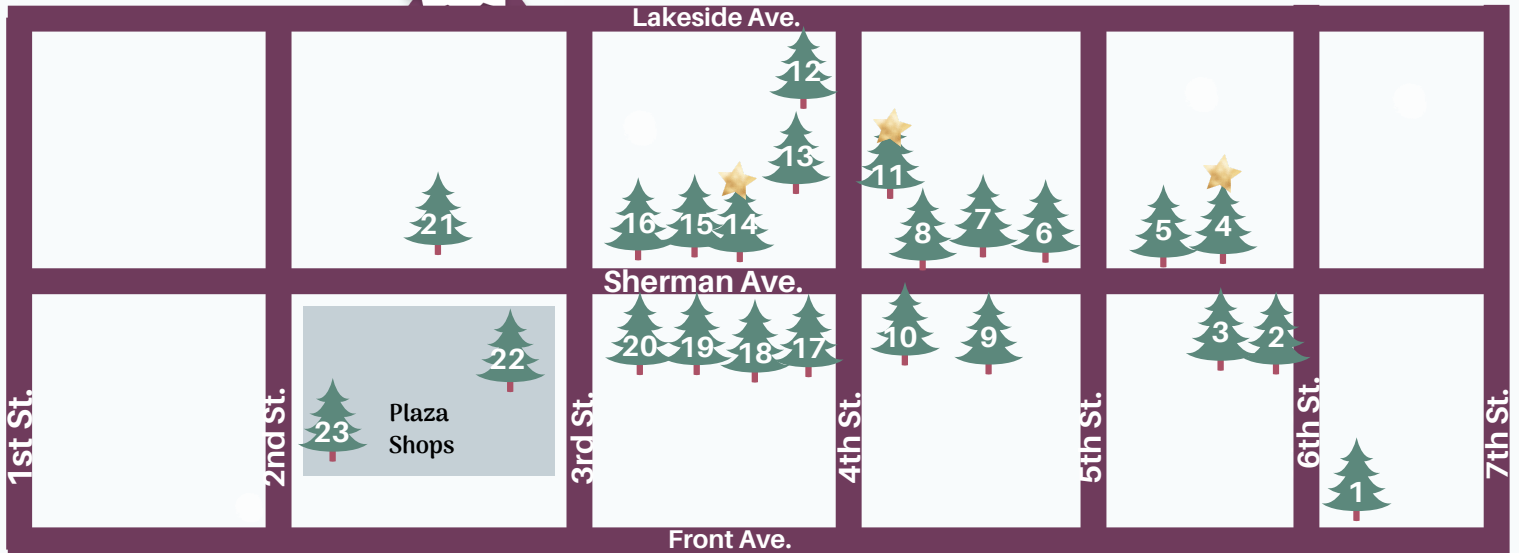 Lakeside Ave.
12
13
11
21
16 15 14
8 7 6
5 4
Sherman Ave.
20 19 18 17
10 9
3 2
22
23
Plaza
Shops
1st St.
2nd St.
3rd St.
4th St.
5th St.
6th St.
7th St.
1
Front Ave.